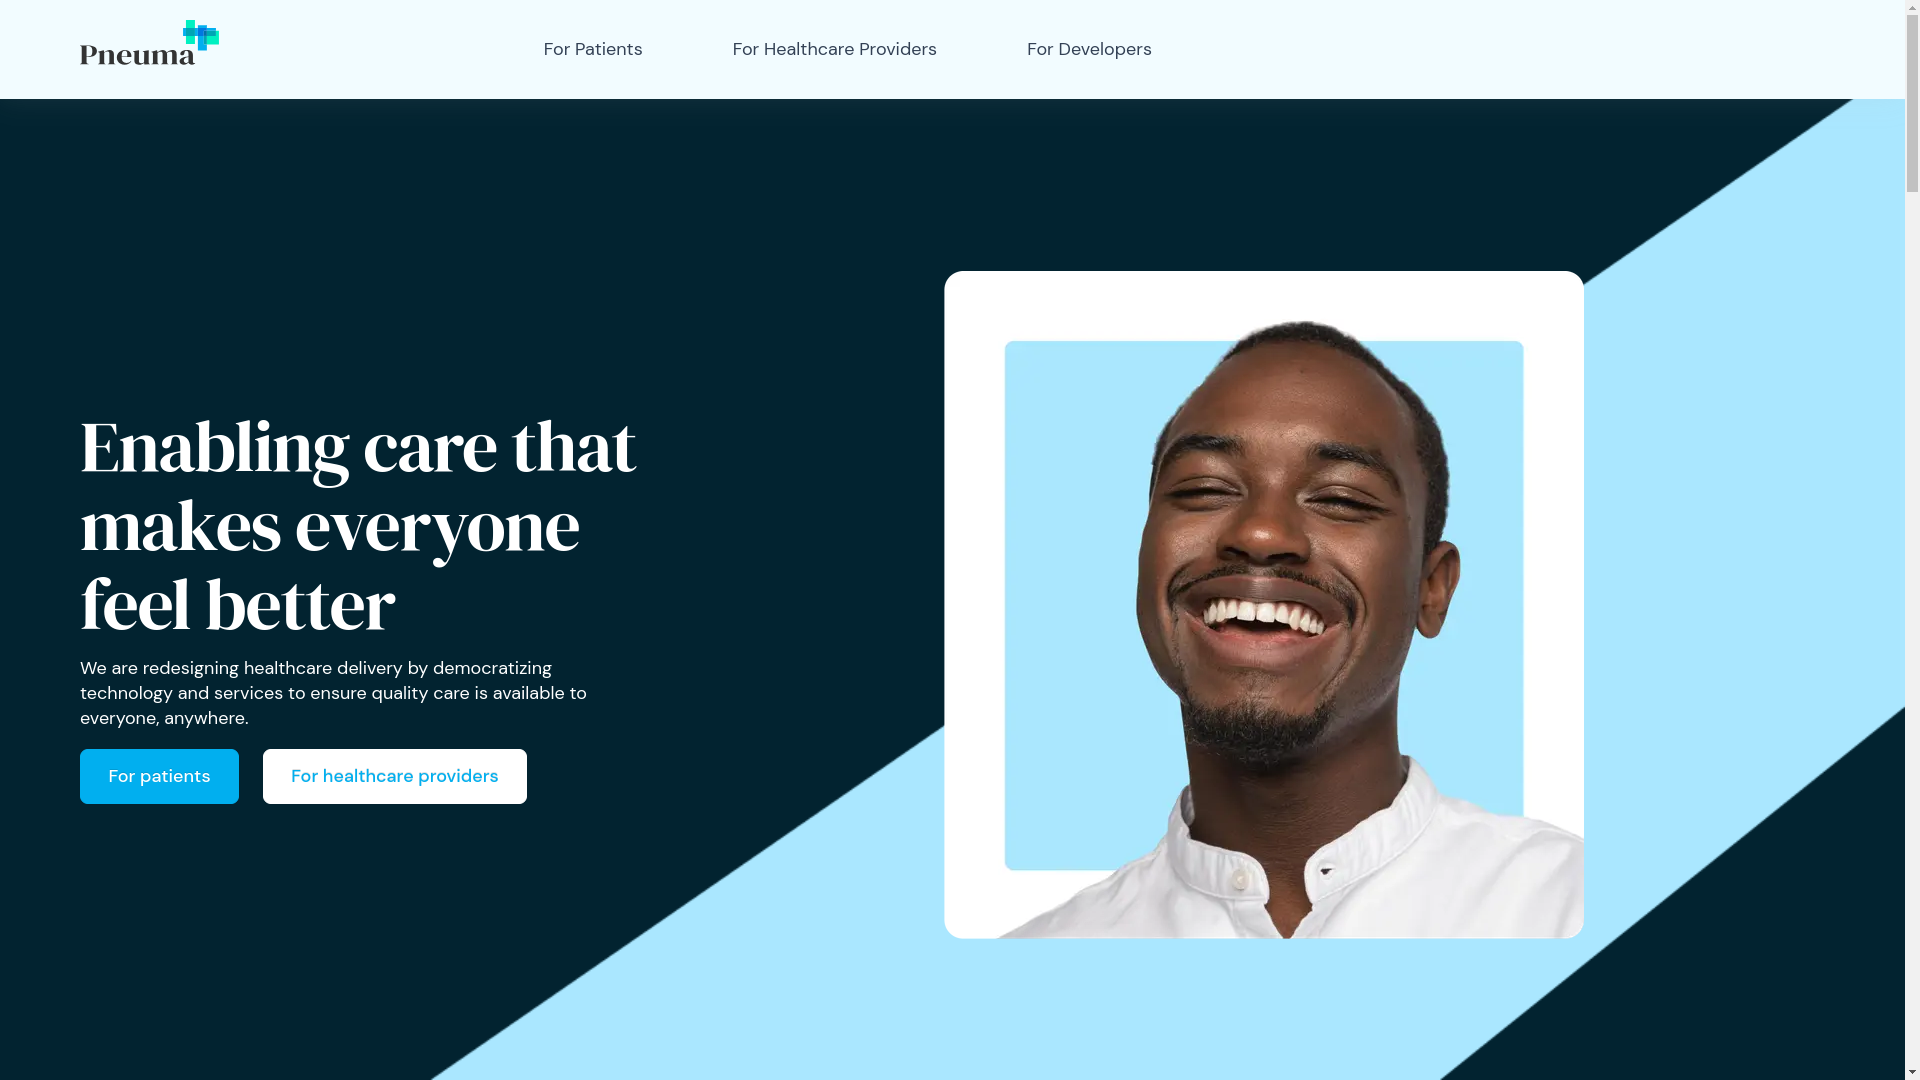 Pneuma
For Patients
For Healthcare Providers
For Developers
Enabling care that
makes everyone
feel better
We are redesigning healthcare delivery by democratizing
technology and services to ensure quality care is available to
everyone, anywhere.
For patients
For healthcare providers